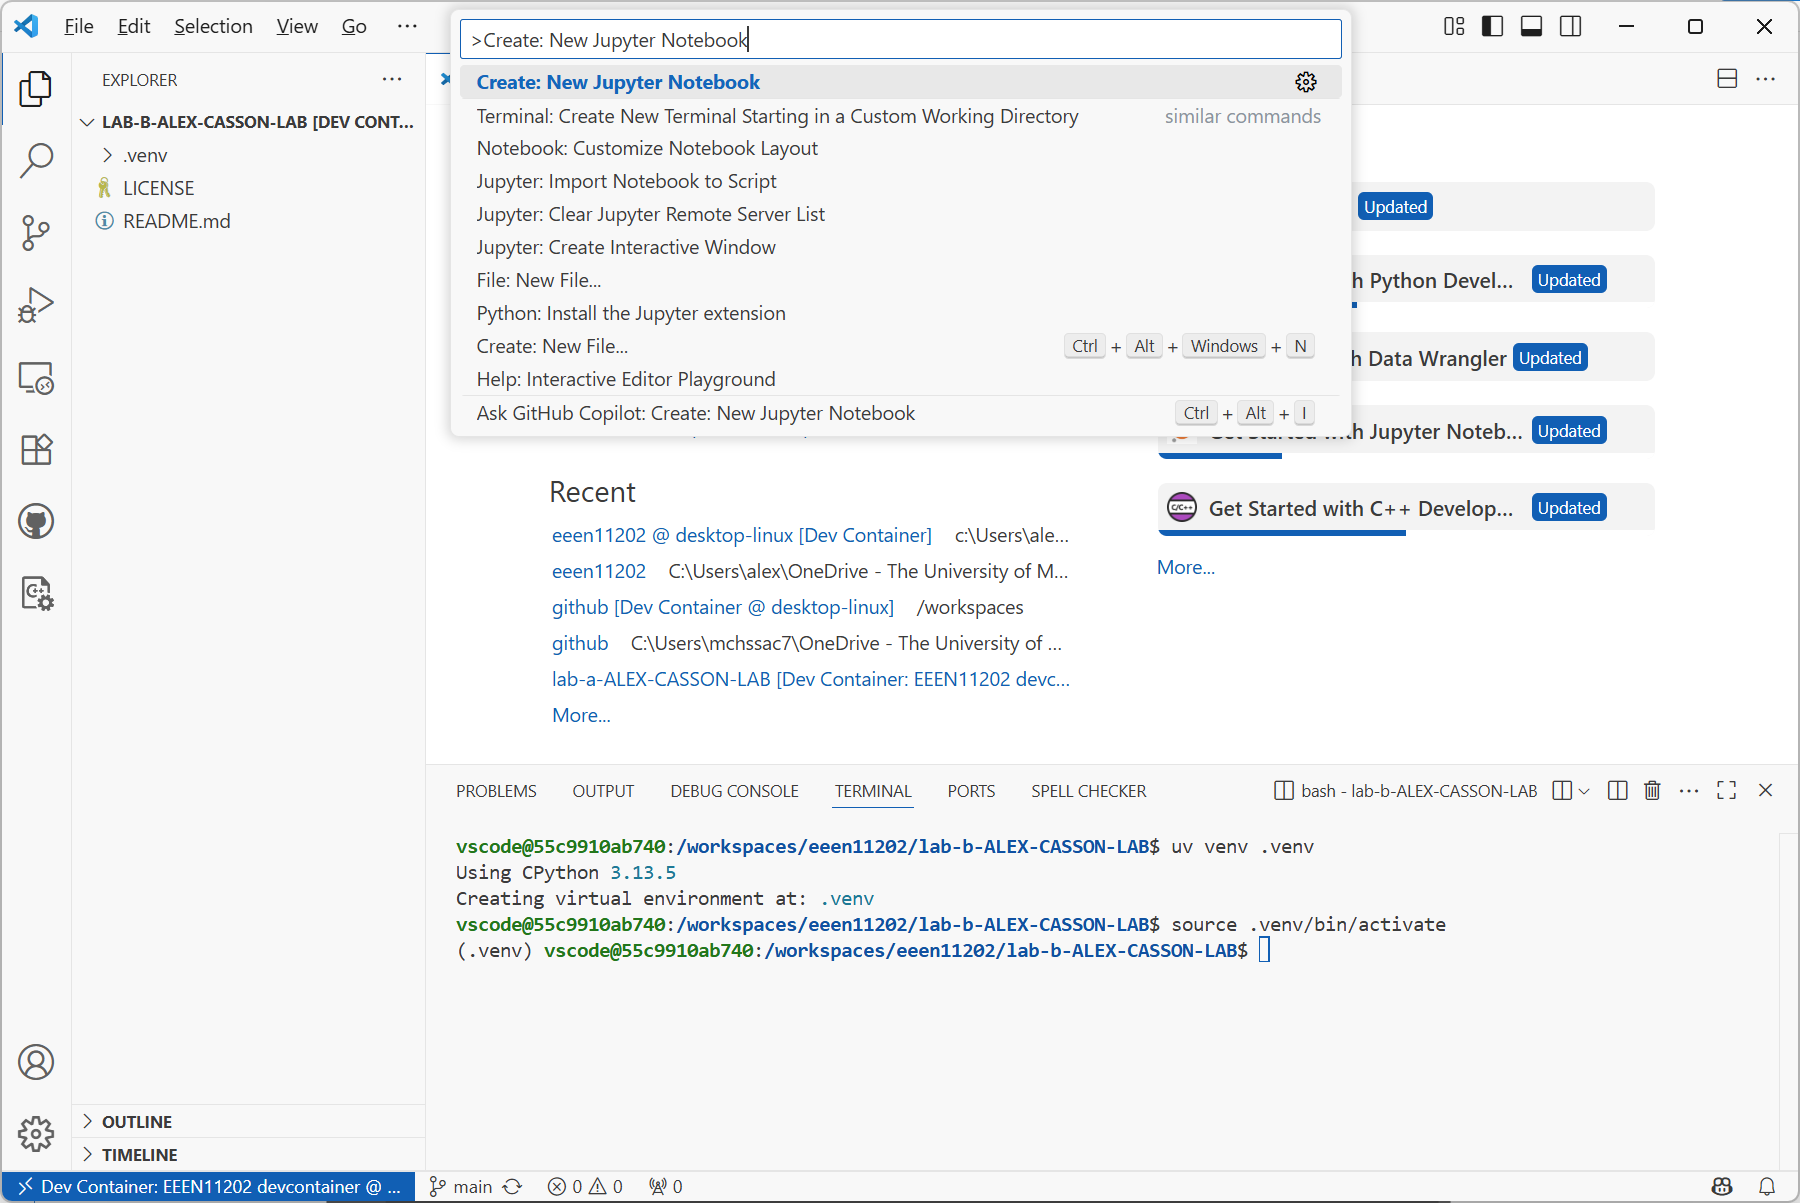 File Edit Selection View Go ···
>Create: New Jupyter Notebook
Create: New Jupyter Notebook
Terminal: Create New Terminal Starting in a Custom Working Directory similar commands
Notebook: Customize Notebook Layout
Jupyter: Import Notebook to Script
Jupyter: Clear Jupyter Remote Server List
Jupyter: Create Interactive Window
File: New File...
Python: Install the Jupyter extension
Create: New File... Ctrl + Alt + Windows + N
Help: Interactive Editor Playground
Ask GitHub Copilot: Create: New Jupyter Notebook Ctrl + Alt + I
EXPLORER ···
LAB-B-ALEX-CASSON-LAB [DEV CONT...
.venv
LICENSE
README.md
OUTLINE
TIMELINE
Updated
h Python Devel... Updated
h Data Wrangler Updated
Get Started with Jupyter Noteb... Updated
C/C++ Get Started with C++ Develop... Updated
More...
Recent
eeen11202 @ desktop-linux [Dev Container] c:\Users\ale...
eeen11202 C:\Users\alex\OneDrive - The University of M...
github [Dev Container @ desktop-linux] /workspaces
github C:\Users\mchssac7\OneDrive - The University of ...
lab-a-ALEX-CASSON-LAB [Dev Container: EEEN11202 devc...
More...
PROBLEMS OUTPUT DEBUG CONSOLE TERMINAL PORTS SPELL CHECKER bash - lab-b-ALEX-CASSON-LAB
vscode@55c9910ab740:/workspaces/eeen11202/lab-b-ALEX-CASSON-LAB$ uv venv .venv
Using CPython 3.13.5
Creating virtual environment at: .venv
vscode@55c9910ab740:/workspaces/eeen11202/lab-b-ALEX-CASSON-LAB$ source .venv/bin/activate
(.venv) vscode@55c9910ab740:/workspaces/eeen11202/lab-b-ALEX-CASSON-LAB$
Dev Container: EEEN11202 devcontainer @ ... main 0 0 0